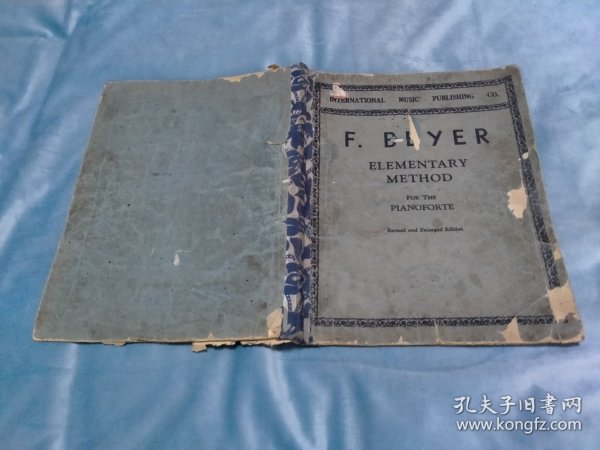 INTERNATIONAL MUSIC PUBLISHING CO.
F. BEYER
ELEMENTARY
METHOD
FOR THE
PIANOFORTE
Revised and Enlarged Edition
孔夫子旧书网
www.kongfz.com